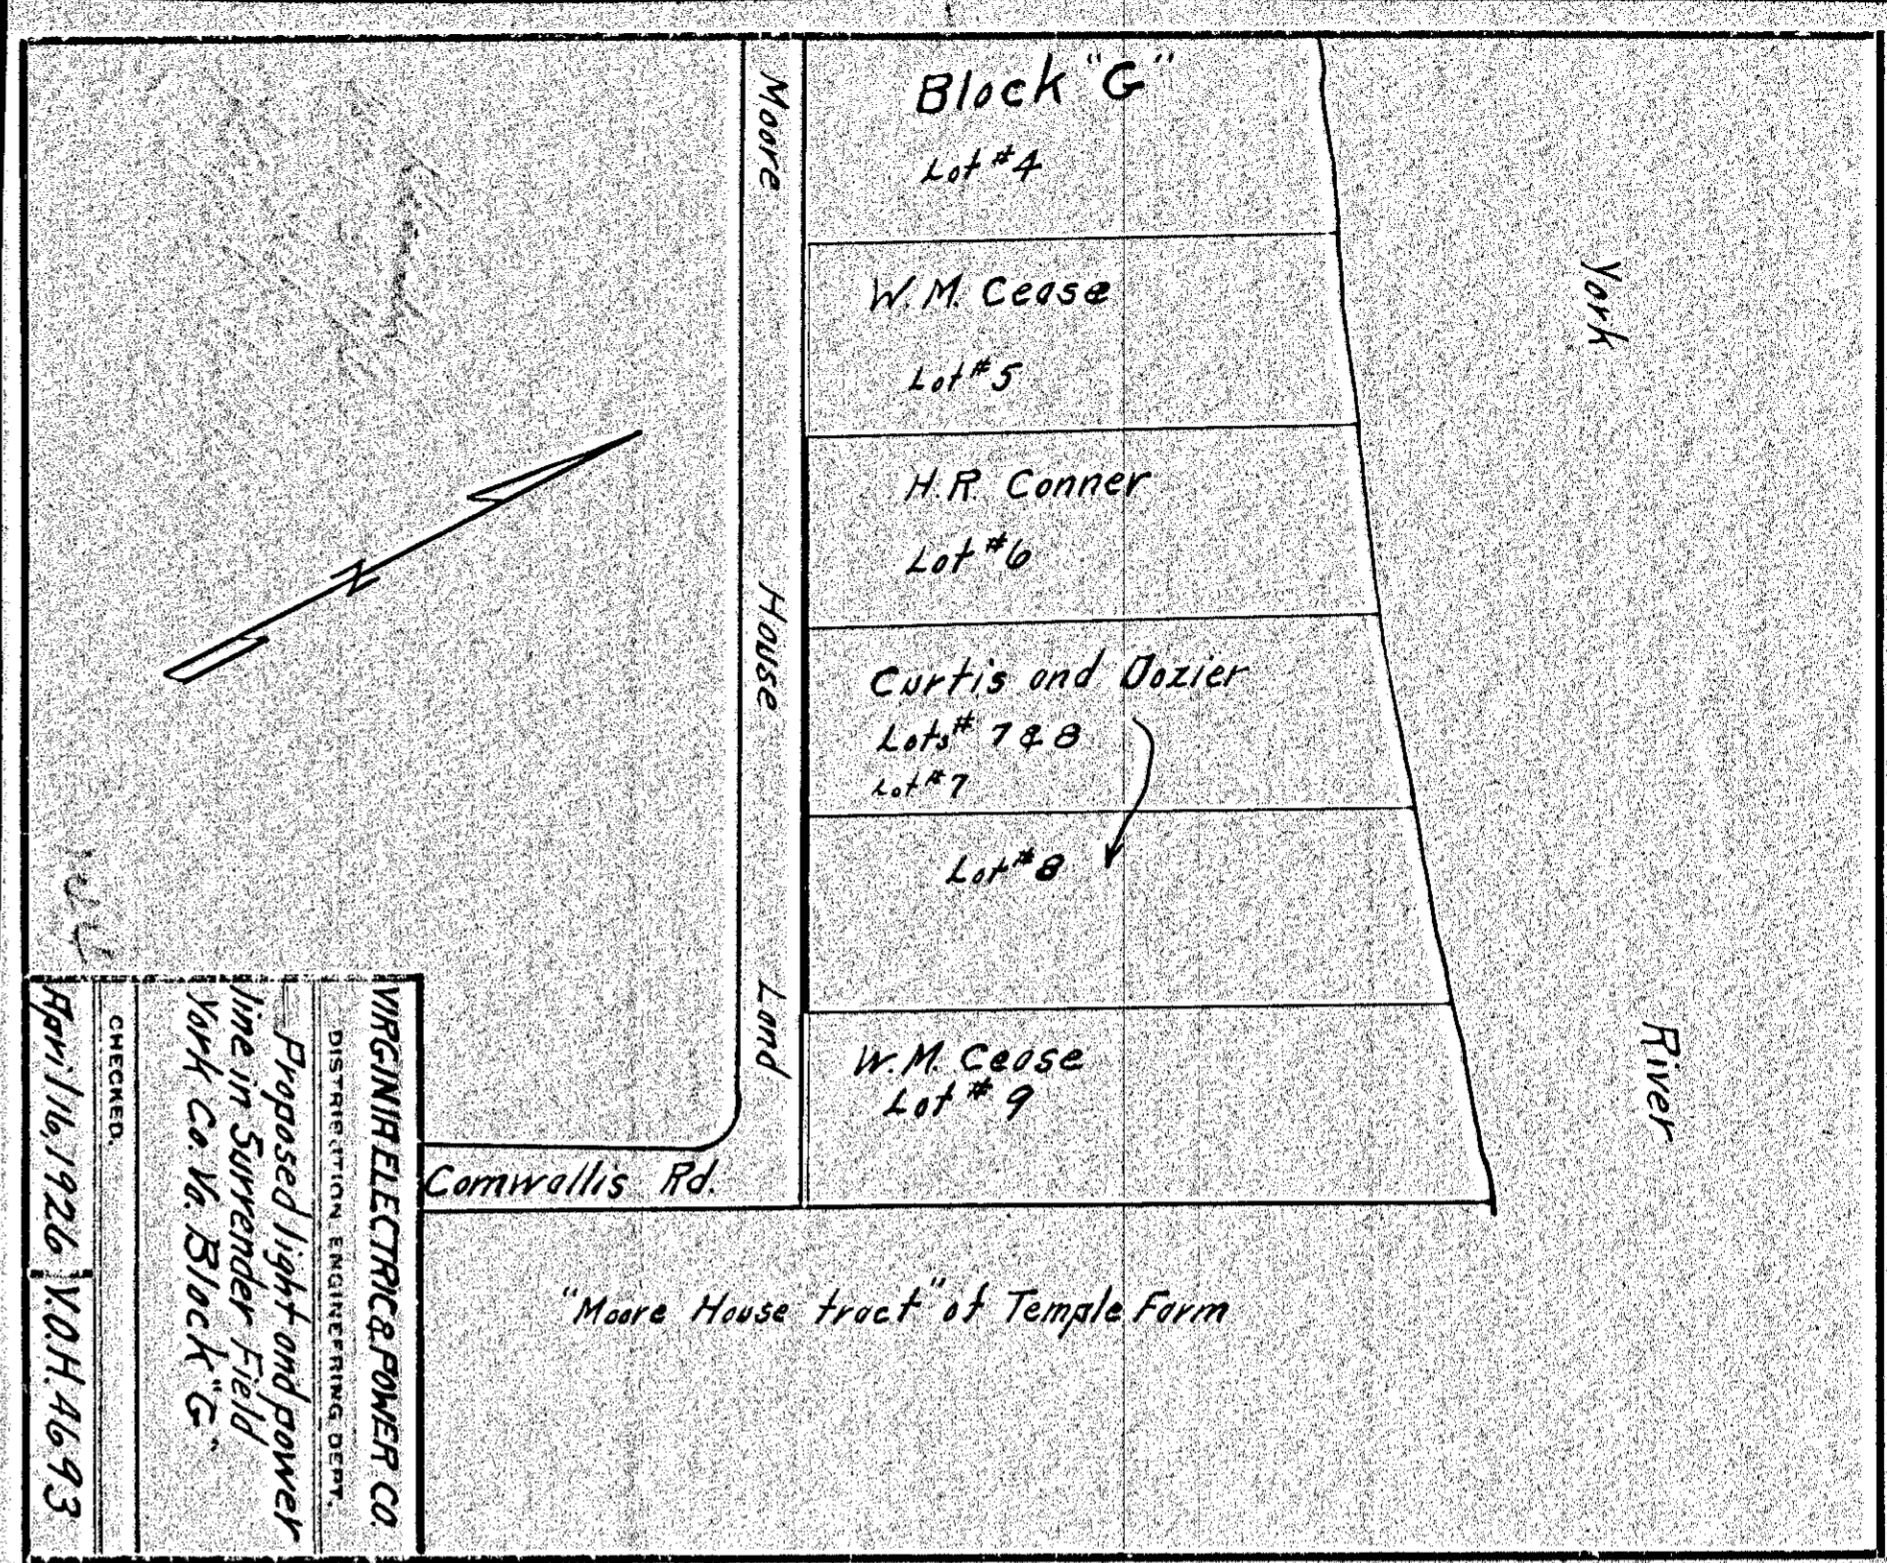 Block "G"
Lot #4
W. M. Cease
Lot #5
H. R. Conner
Lot #6
Curtis and Dozier
Lots # 7 & 8
Lot #7
Lot #8
W. M. Cease
Lot # 9
Moore House Land
York River
Cornwallis Rd.
"Moore House tract" of Temple Farm
VIRGINIA ELECTRIC & POWER CO.
DISTRIBUTION ENGINEERING DEPT.
Proposed light and power
line in Surrender Field
York Co. Va. Block "G"
CHECKED.
April 16, 1926 V.O.H. A6-93